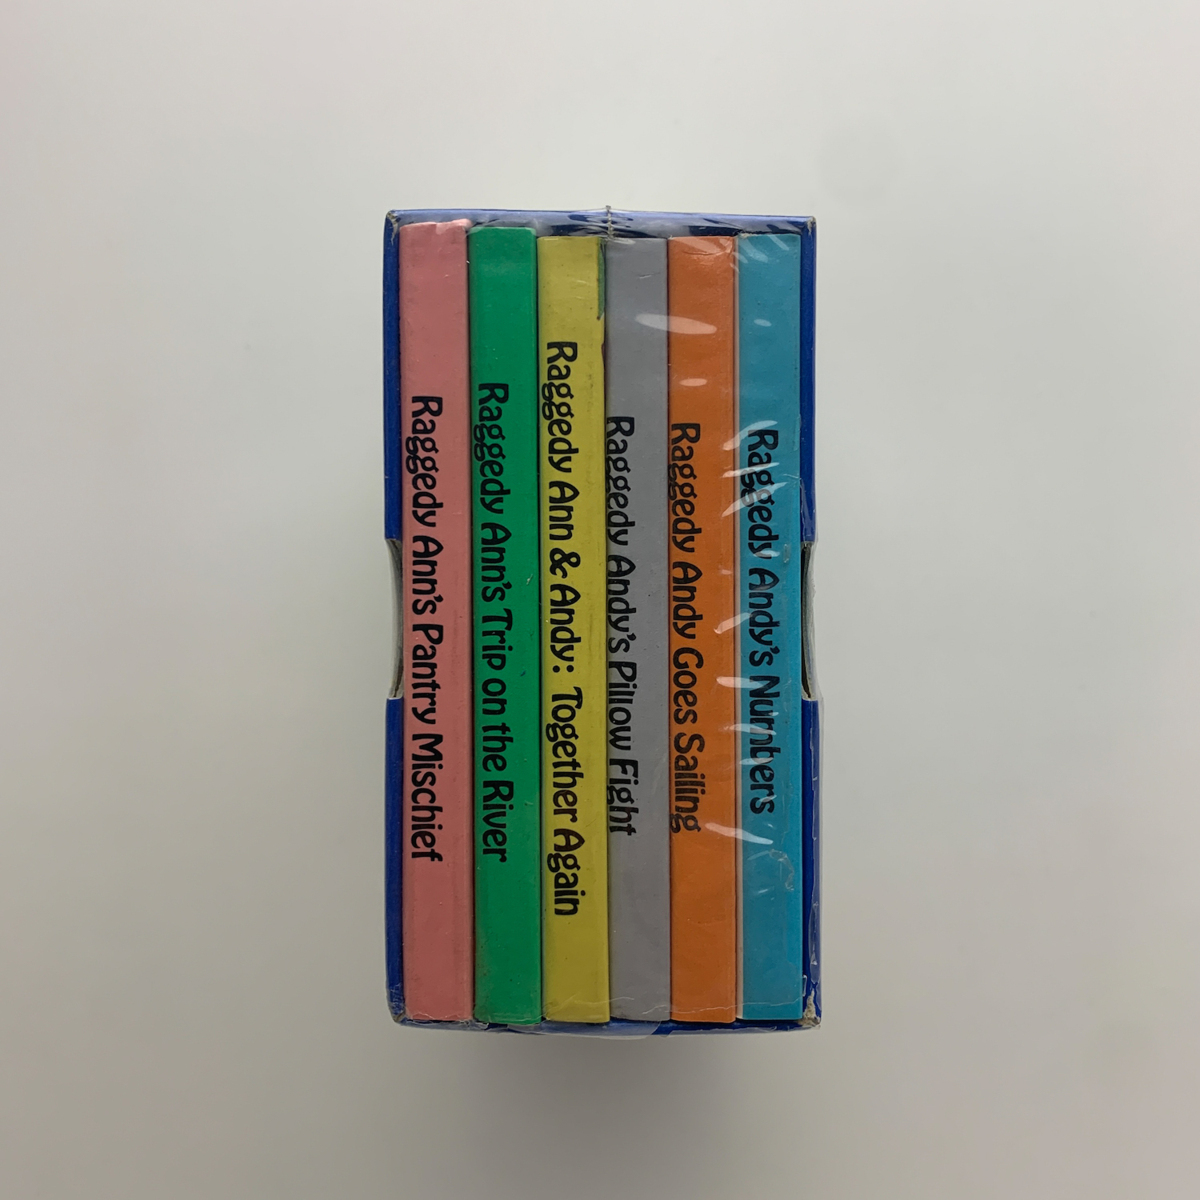 Raggedy Ann's Pantry Mischief
Raggedy Ann's Trip on the River
Raggedy Ann & Andy: Together Again
Raggedy Andy's Pillow Fight
Raggedy Andy Goes Sailing
Raggedy Andy's Numbers